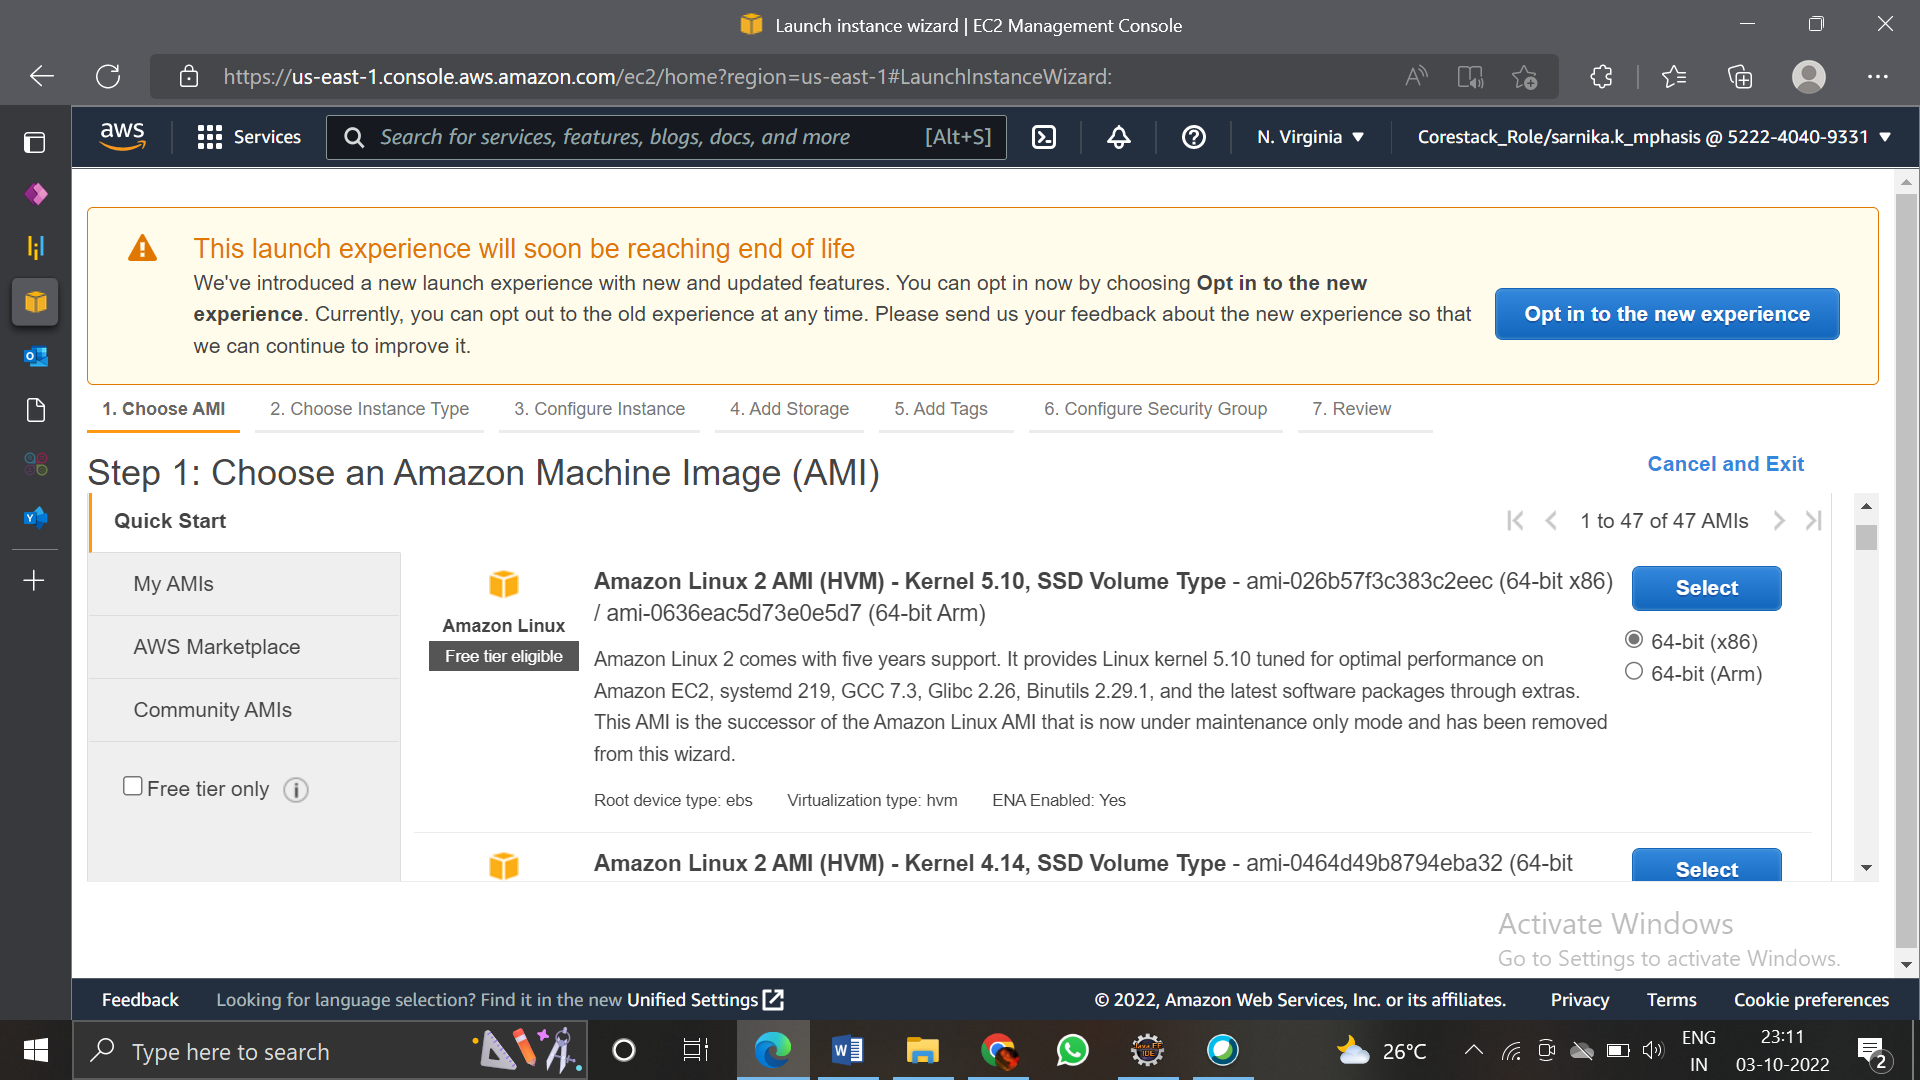 Launch instance wizard | EC2 Management Console
https://us-east-1.console.aws.amazon.com/ec2/home?region=us-east-1#LaunchInstanceWizard:
aws
Services
Search for services, features, blogs, docs, and more
[Alt+S]
N. Virginia
Corestack_Role/sarnika.k_mphasis @ 5222-4040-9331
This launch experience will soon be reaching end of life
We've introduced a new launch experience with new and updated features. You can opt in now by choosing Opt in to the new
experience. Currently, you can opt out to the old experience at any time. Please send us your feedback about the new experience so that
we can continue to improve it.
Opt in to the new experience
1. Choose AMI
2. Choose Instance Type
3. Configure Instance
4. Add Storage
5. Add Tags
6. Configure Security Group
7. Review
Step 1: Choose an Amazon Machine Image (AMI)
Cancel and Exit
Quick Start
1 to 47 of 47 AMIs
My AMIs
AWS Marketplace
Community AMIs
Free tier only
Amazon Linux
Free tier eligible
Amazon Linux 2 AMI (HVM) - Kernel 5.10, SSD Volume Type - ami-026b57f3c383c2eec (64-bit x86)
/ ami-0636eac5d73e0e5d7 (64-bit Arm)
Amazon Linux 2 comes with five years support. It provides Linux kernel 5.10 tuned for optimal performance on
Amazon EC2, systemd 219, GCC 7.3, Glibc 2.26, Binutils 2.29.1, and the latest software packages through extras.
This AMI is the successor of the Amazon Linux AMI that is now under maintenance only mode and has been removed
from this wizard.
Root device type: ebs
Virtualization type: hvm
ENA Enabled: Yes
Select
64-bit (x86)
64-bit (Arm)
Amazon Linux 2 AMI (HVM) - Kernel 4.14, SSD Volume Type - ami-0464d49b8794eba32 (64-bit
Select
Activate Windows
Go to Settings to activate Windows.
Feedback
Looking for language selection? Find it in the new Unified Settings
© 2022, Amazon Web Services, Inc. or its affiliates.
Privacy
Terms
Cookie preferences
Type here to search
26°C
ENG
IN
23:11
03-10-2022
2